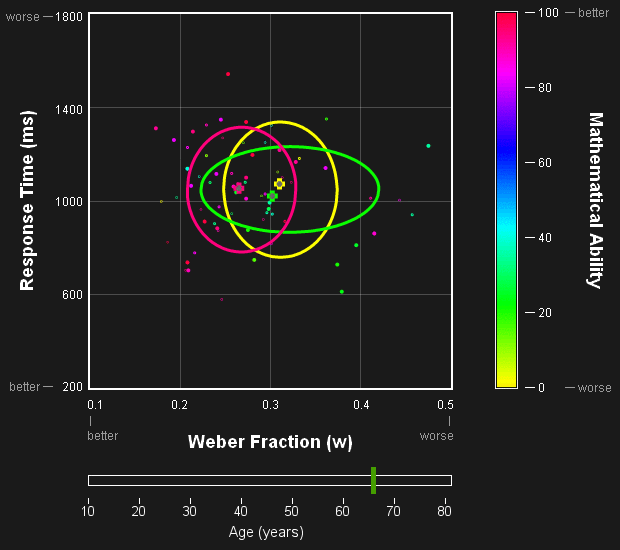 worse
1800
100
better
1400
80
Response Time (ms)
Mathematical Ability
60
1000
40
600
20
better
200
0
worse
0.1
0.2
0.3
0.4
0.5
better
Weber Fraction (w)
worse
10
20
30
40
50
60
70
80
Age (years)